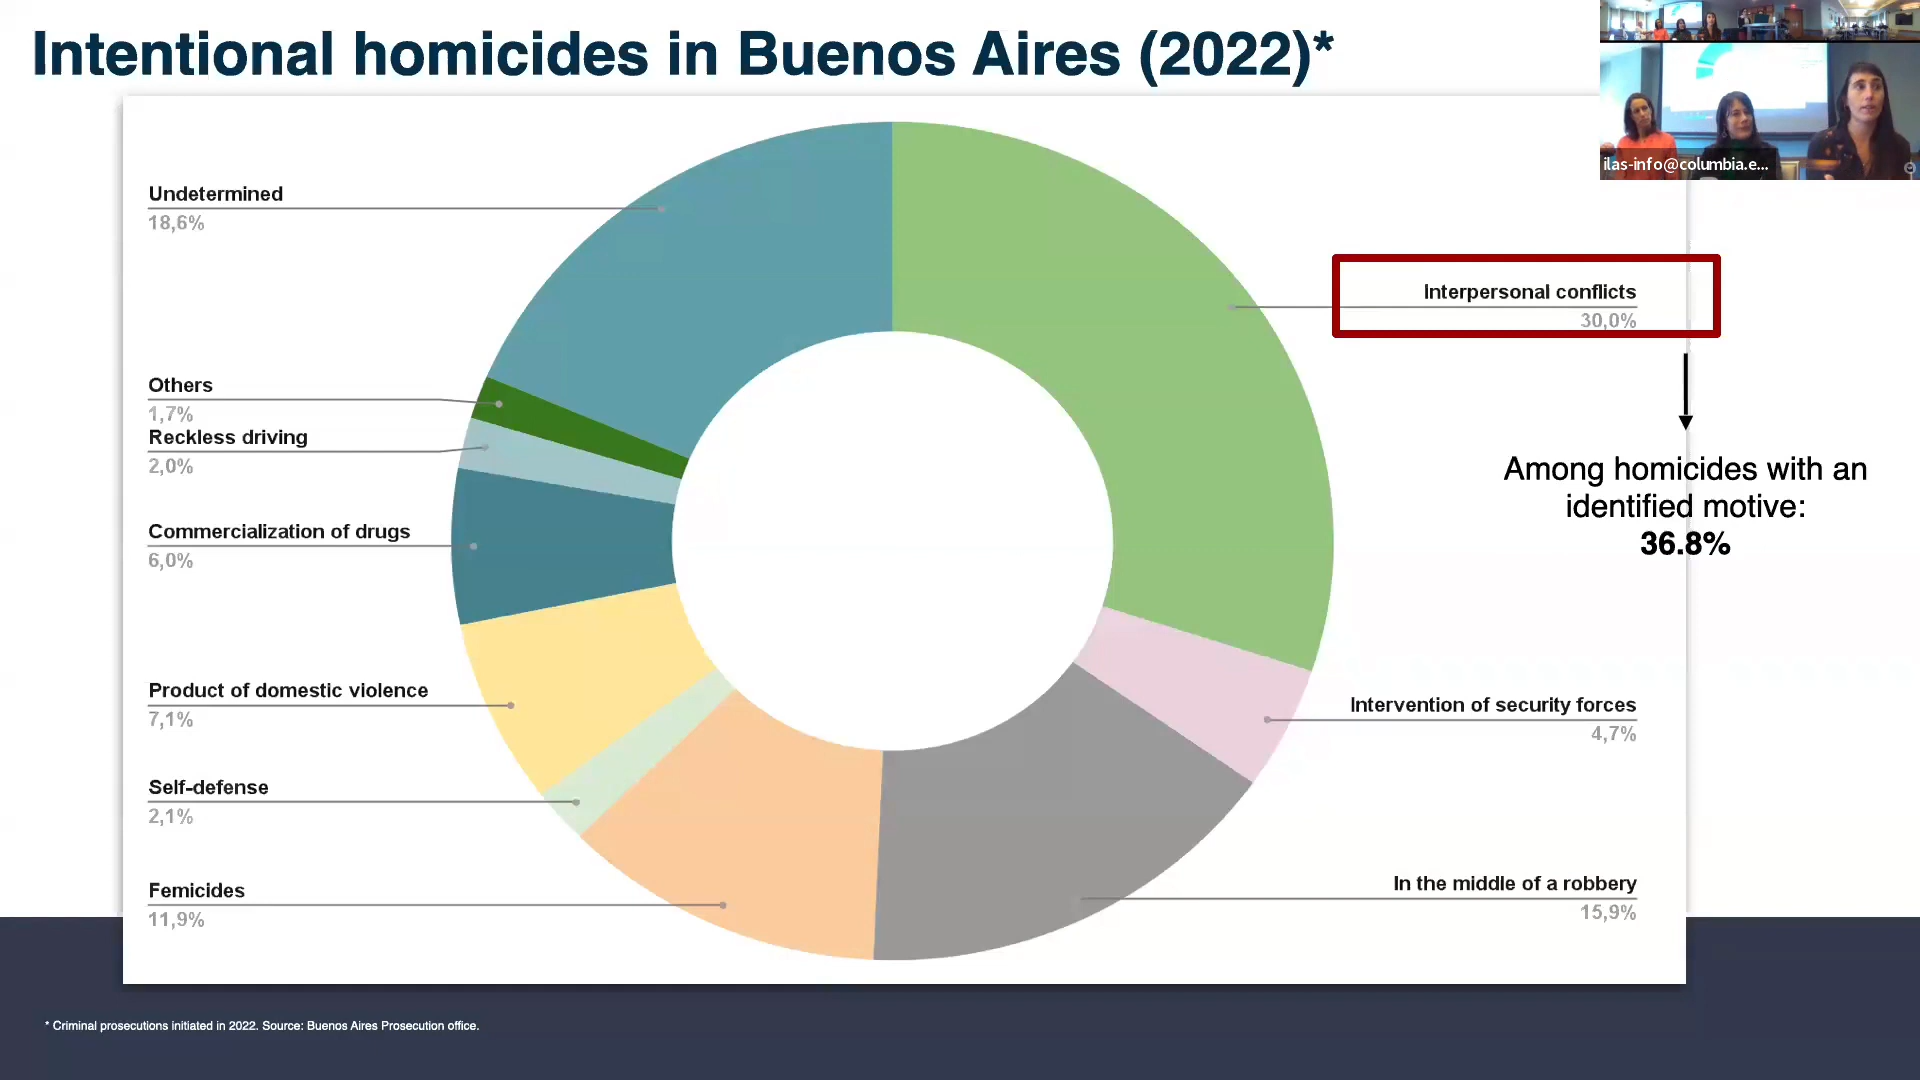 Intentional homicides in Buenos Aires (2022)*
ilas-info@columbia.e...
Undetermined
18,6%
Others
1,7%
Reckless driving
2,0%
Commercialization of drugs
6,0%
Product of domestic violence
7,1%
Self-defense
2,1%
Femicides
11,9%
Interpersonal conflicts
30,0%
Among homicides with an
identified motive:
36.8%
Intervention of security forces
4,7%
In the middle of a robbery
15,9%
* Criminal prosecutions initiated in 2022. Source: Buenos Aires Prosecution office.